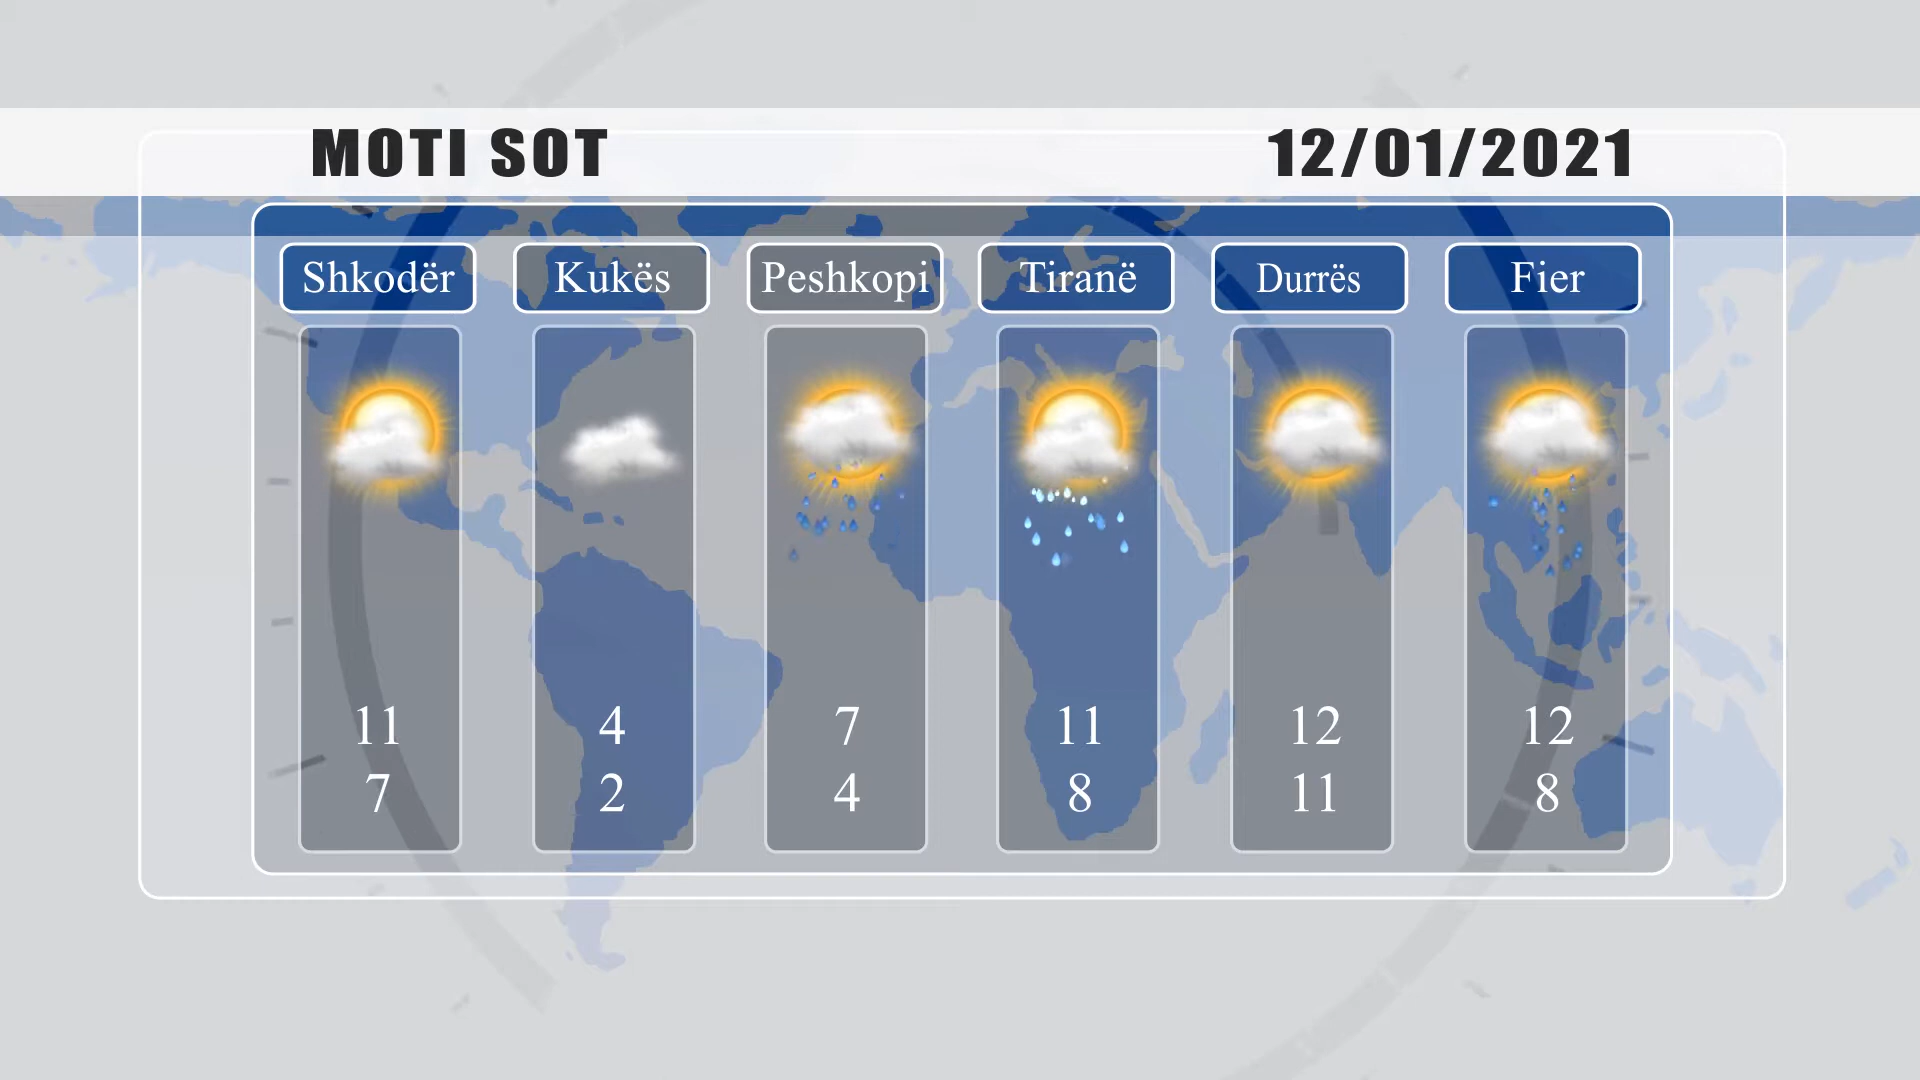 MOTI SOT 12/01/2021
Shkodër Kukës Peshkopi Tiranë Durrës Fier
11 4 7 11 12 12
7 2 4 8 11 8